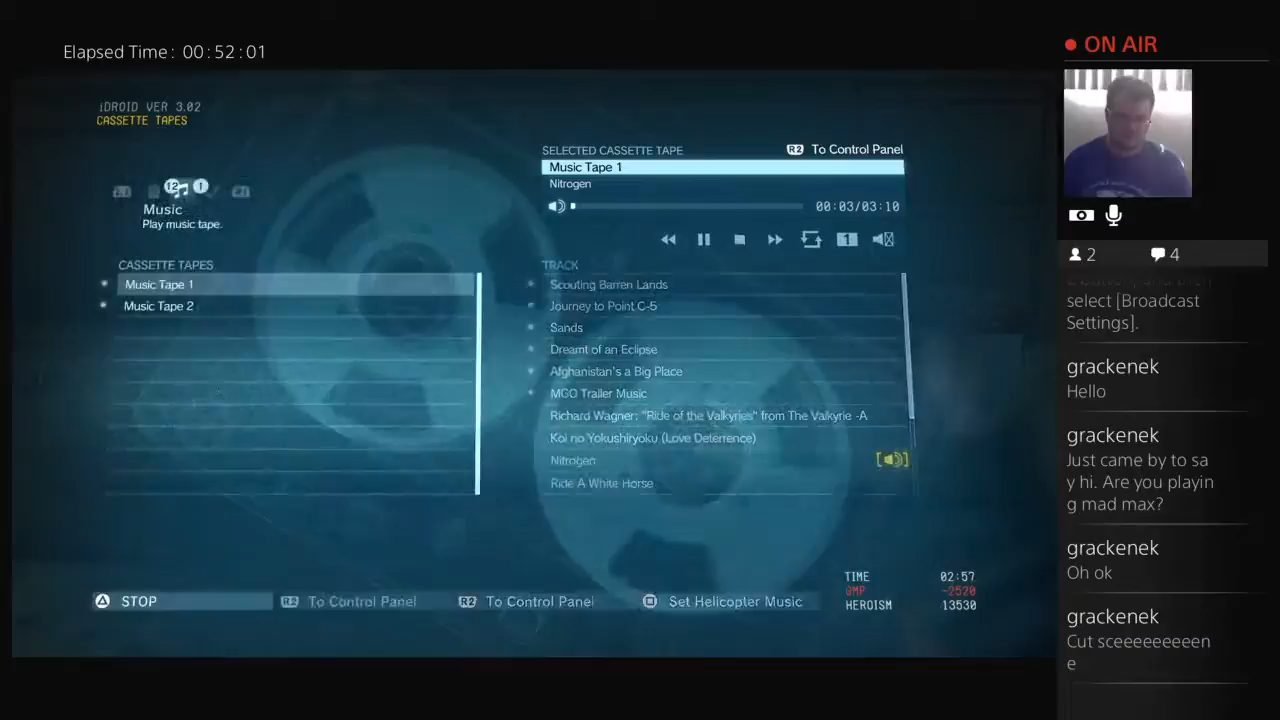 Elapsed Time: 00:52:01
ON AIR
iDROID VER 3.02
CASSETTE TAPES
12 1
Music
Play music tape.
SELECTED CASSETTE TAPE R2 To Control Panel
Music Tape 1
Nitrogen
00:03/03:10
1
CASSETTE TAPES
Music Tape 1
Music Tape 2
TRACK
Scouting Barren Lands
Journey to Point C-5
Sands
Dreamt of an Eclipse
Afghanistan's a Big Place
MGO Trailer Music
Richard Wagner: "Ride of the Valkyries" from The Valkyrie -A
Koi no Yokushiryoku (Love Deterrence)
Nitrogen
Ride A White Horse
STOP R2 To Control Panel R2 To Control Panel Set Helicopter Music
TIME 02:57
GMP -2520
HEROISM 13530
2 4
select [Broadcast
Settings].
grackenek
Hello
grackenek
Just came by to sa
y hi. Are you playin
g mad max?
grackenek
Oh ok
grackenek
Cut sceeeeeeeeen
e